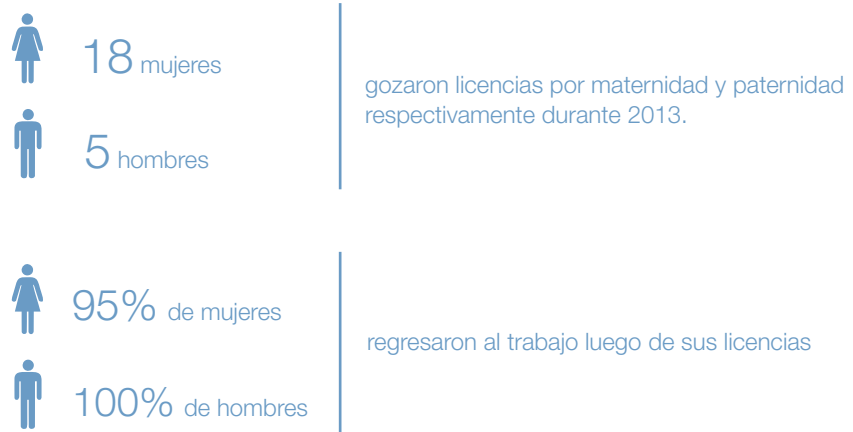 18 mujeres
5 hombres
gozaron licencias por maternidad y paternidad
respectivamente durante 2013.
95% de mujeres
100% de hombres
regresaron al trabajo luego de sus licencias